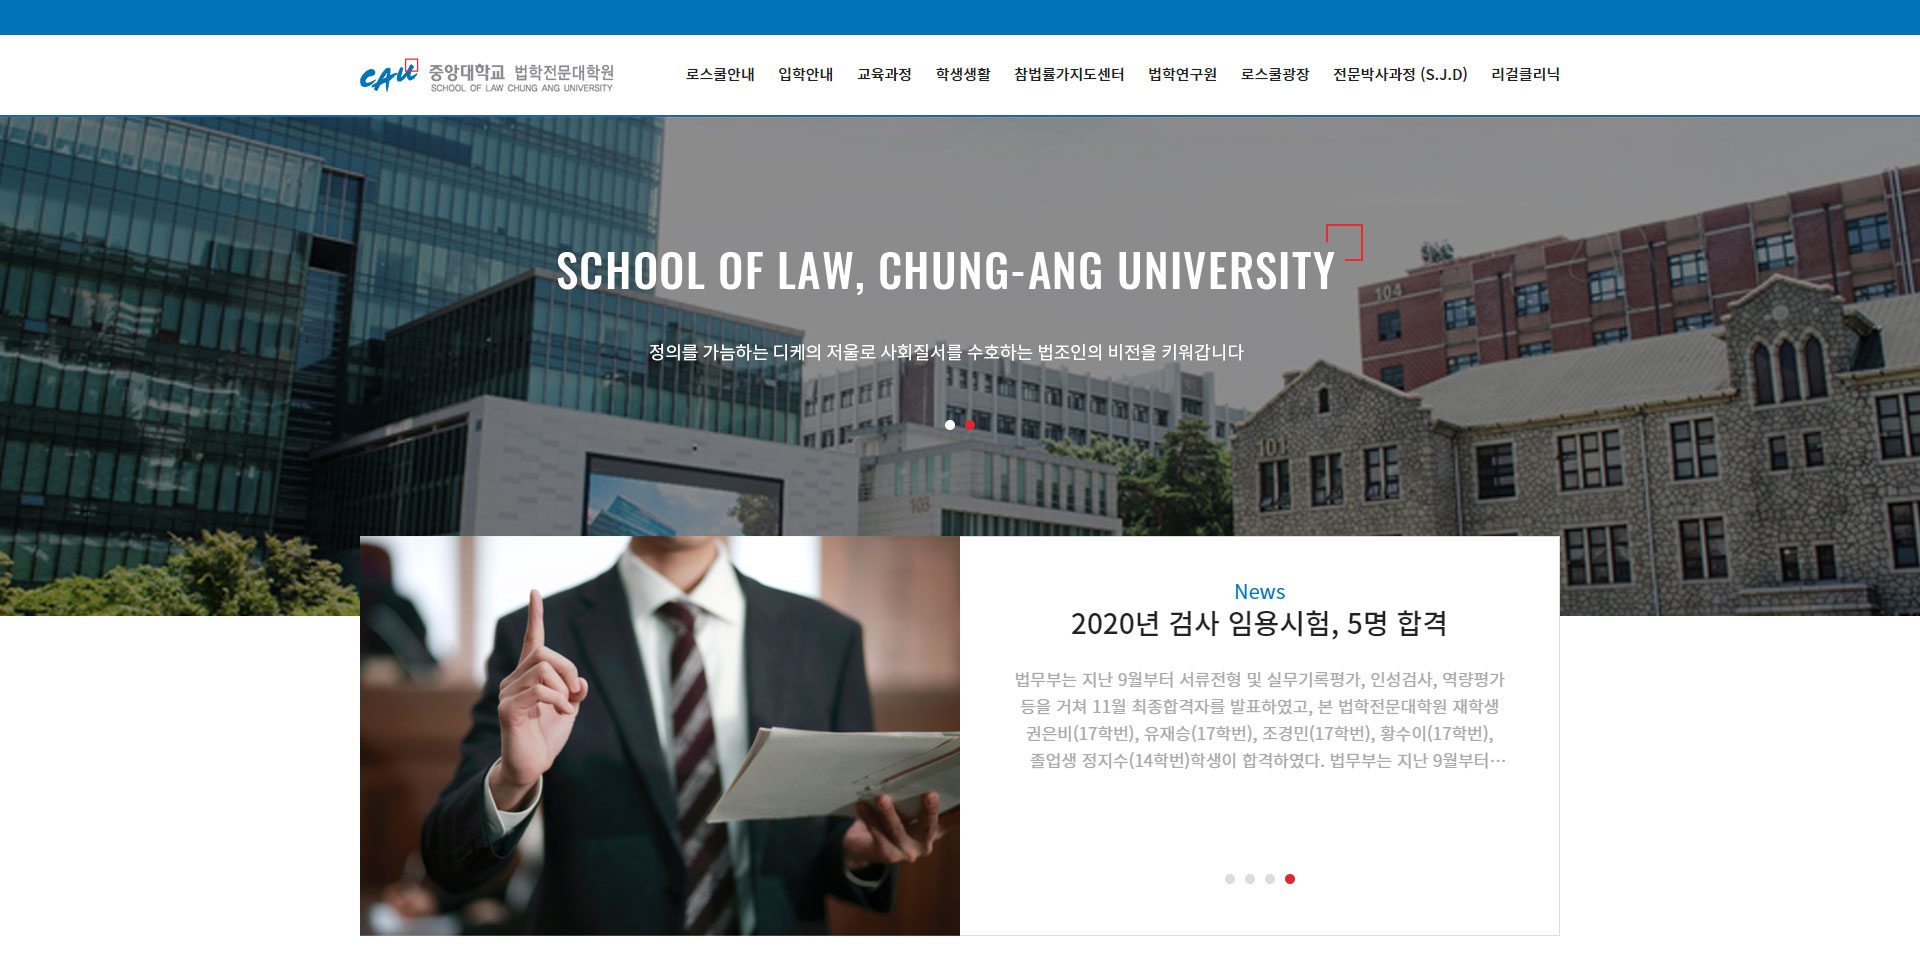 CAU 중앙대학교 법학전문대학원
SCHOOL OF LAW CHUNG ANG UNIVERSITY
로스쿨안내 입학안내 교육과정 학생생활 참법률가지도센터 법학연구원 로스쿨광장 전문박사과정 (S.J.D) 리걸클리닉
SCHOOL OF LAW, CHUNG-ANG UNIVERSITY
정의를 가늠하는 디케의 저울로 사회질서를 수호하는 법조인의 비전을 키워갑니다
104
101
103
News
2020년 검사 임용시험, 5명 합격
법무부는 지난 9월부터 서류전형 및 실무기록평가, 인성검사, 역량평가
등을 거쳐 11월 최종합격자를 발표하였고, 본 법학전문대학원 재학생
권은비(17학번), 유재승(17학번), 조경민(17학번), 황수이(17학번),
졸업생 정지수(14학번)학생이 합격하였다. 법무부는 지난 9월부터…